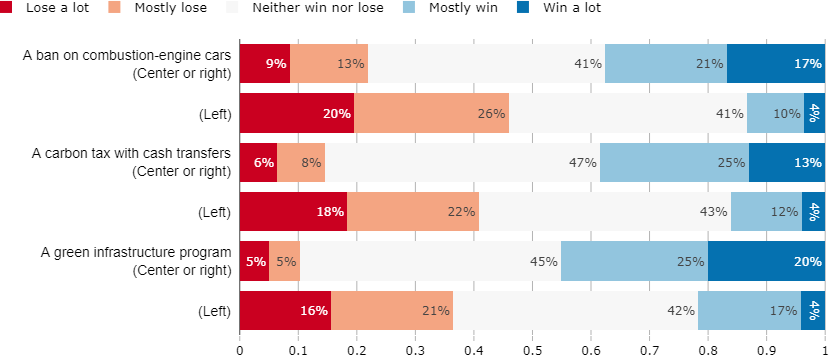 Lose a lot Mostly lose Neither win nor lose Mostly win Win a lot
A ban on combustion-engine cars
(Center or right)
9% 13% 41% 21% 17%
(Left)
20% 26% 41% 10% 4%
A carbon tax with cash transfers
(Center or right)
6% 8% 47% 25% 13%
(Left)
18% 22% 43% 12% 4%
A green infrastructure program
(Center or right)
5% 5% 45% 25% 20%
(Left)
16% 21% 42% 17% 4%
0 0.1 0.2 0.3 0.4 0.5 0.6 0.7 0.8 0.9 1